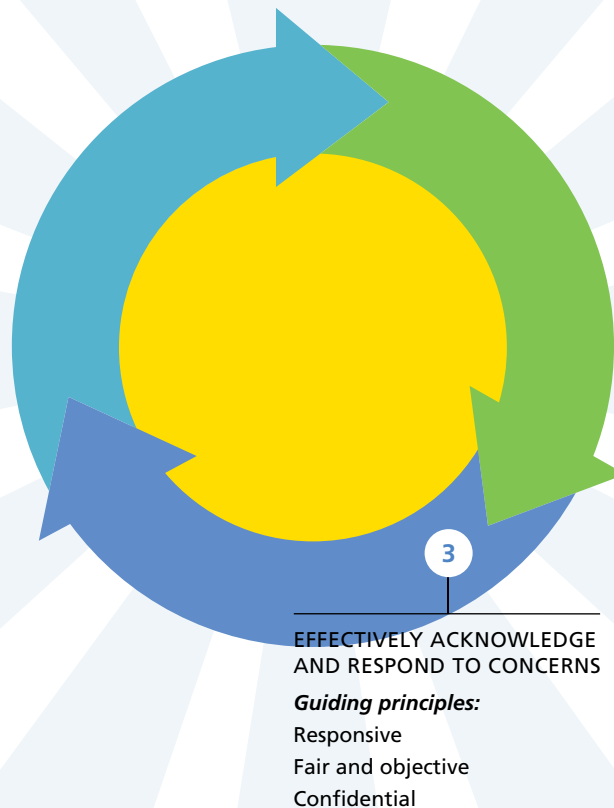 3
EFFECTIVELY ACKNOWLEDGE
AND RESPOND TO CONCERNS
Guiding principles:
Responsive
Fair and objective
Confidential